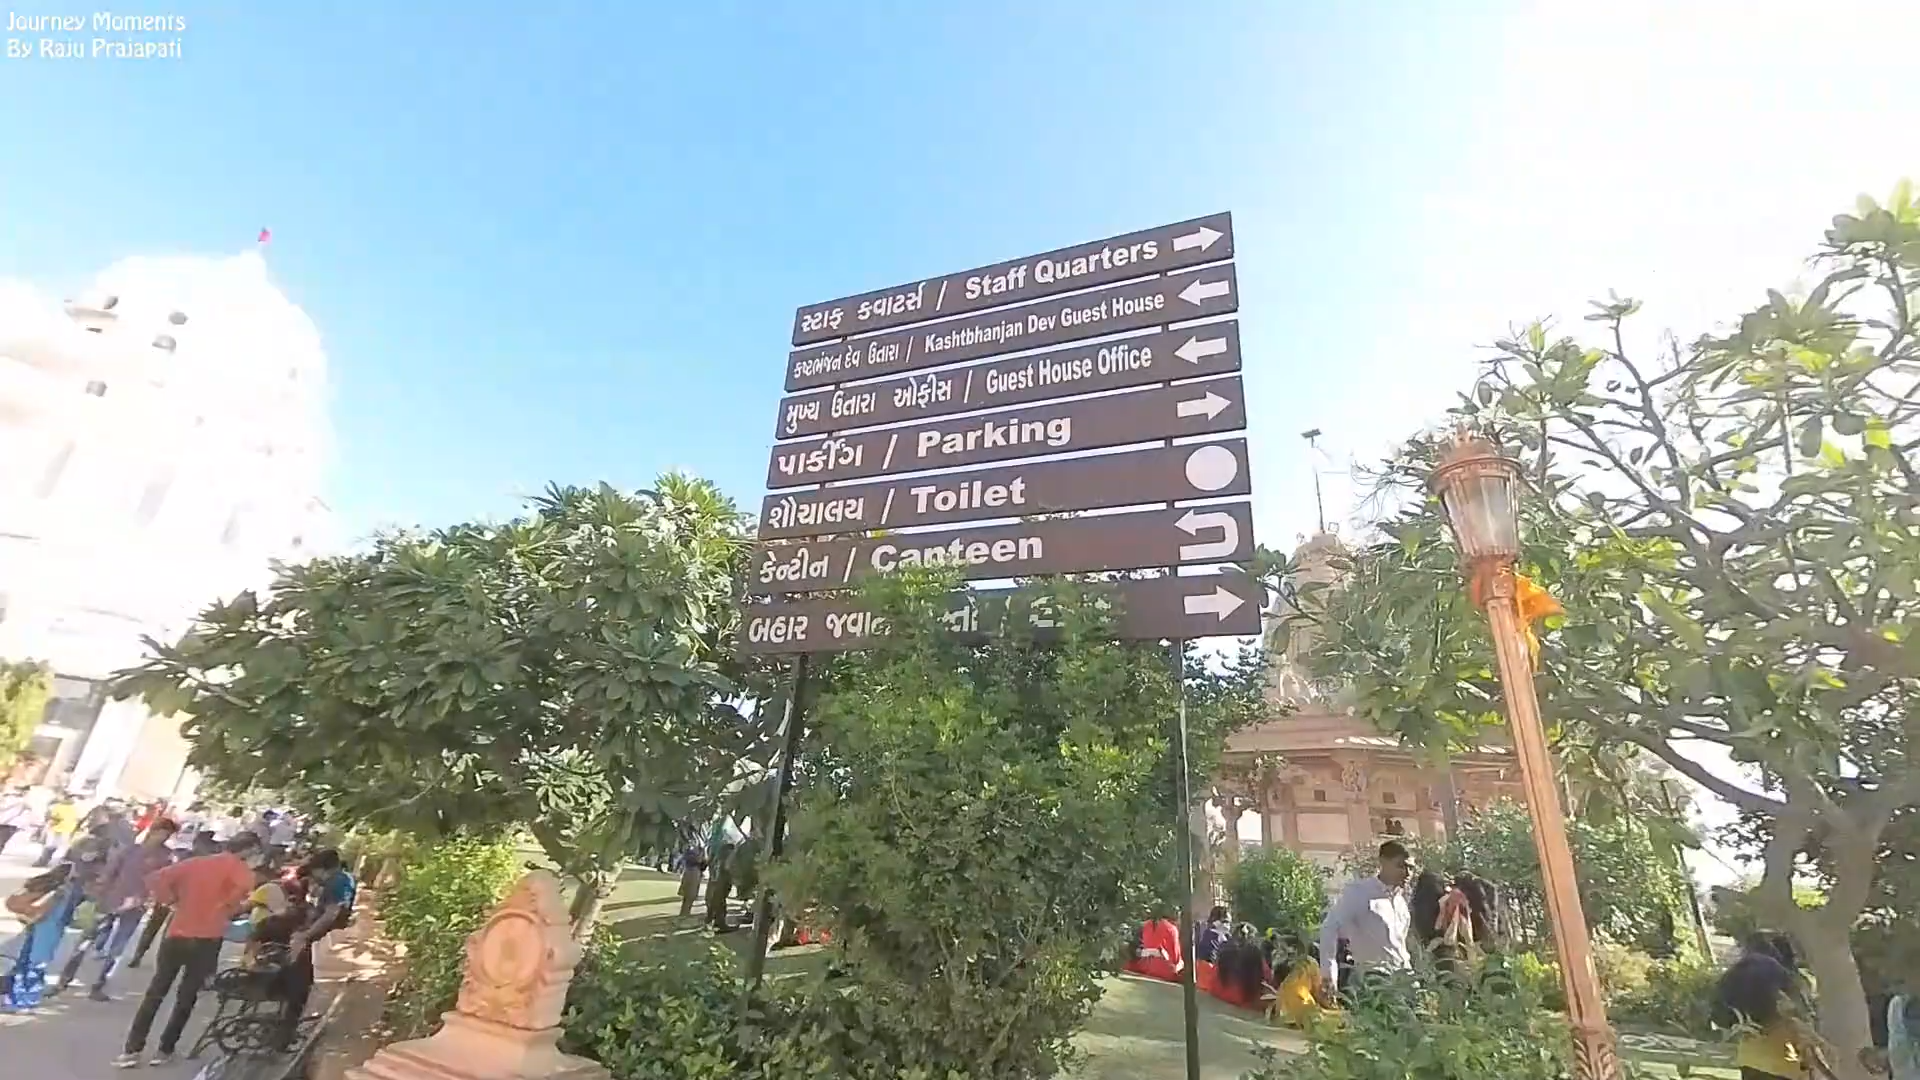 Journey Moments
By Raju Prajapati
સ્ટાફ કવાટર્સ / Staff Quarters
કષ્ટભંજન દેવ ઉતારા / Kashtbhanjan Dev Guest House
મુખ્ય ઉતારા ઓફીસ / Guest House Office
પાર્કીંગ / Parking
શૌચાલય / Toilet
કેન્ટીન / Canteen
બહાર